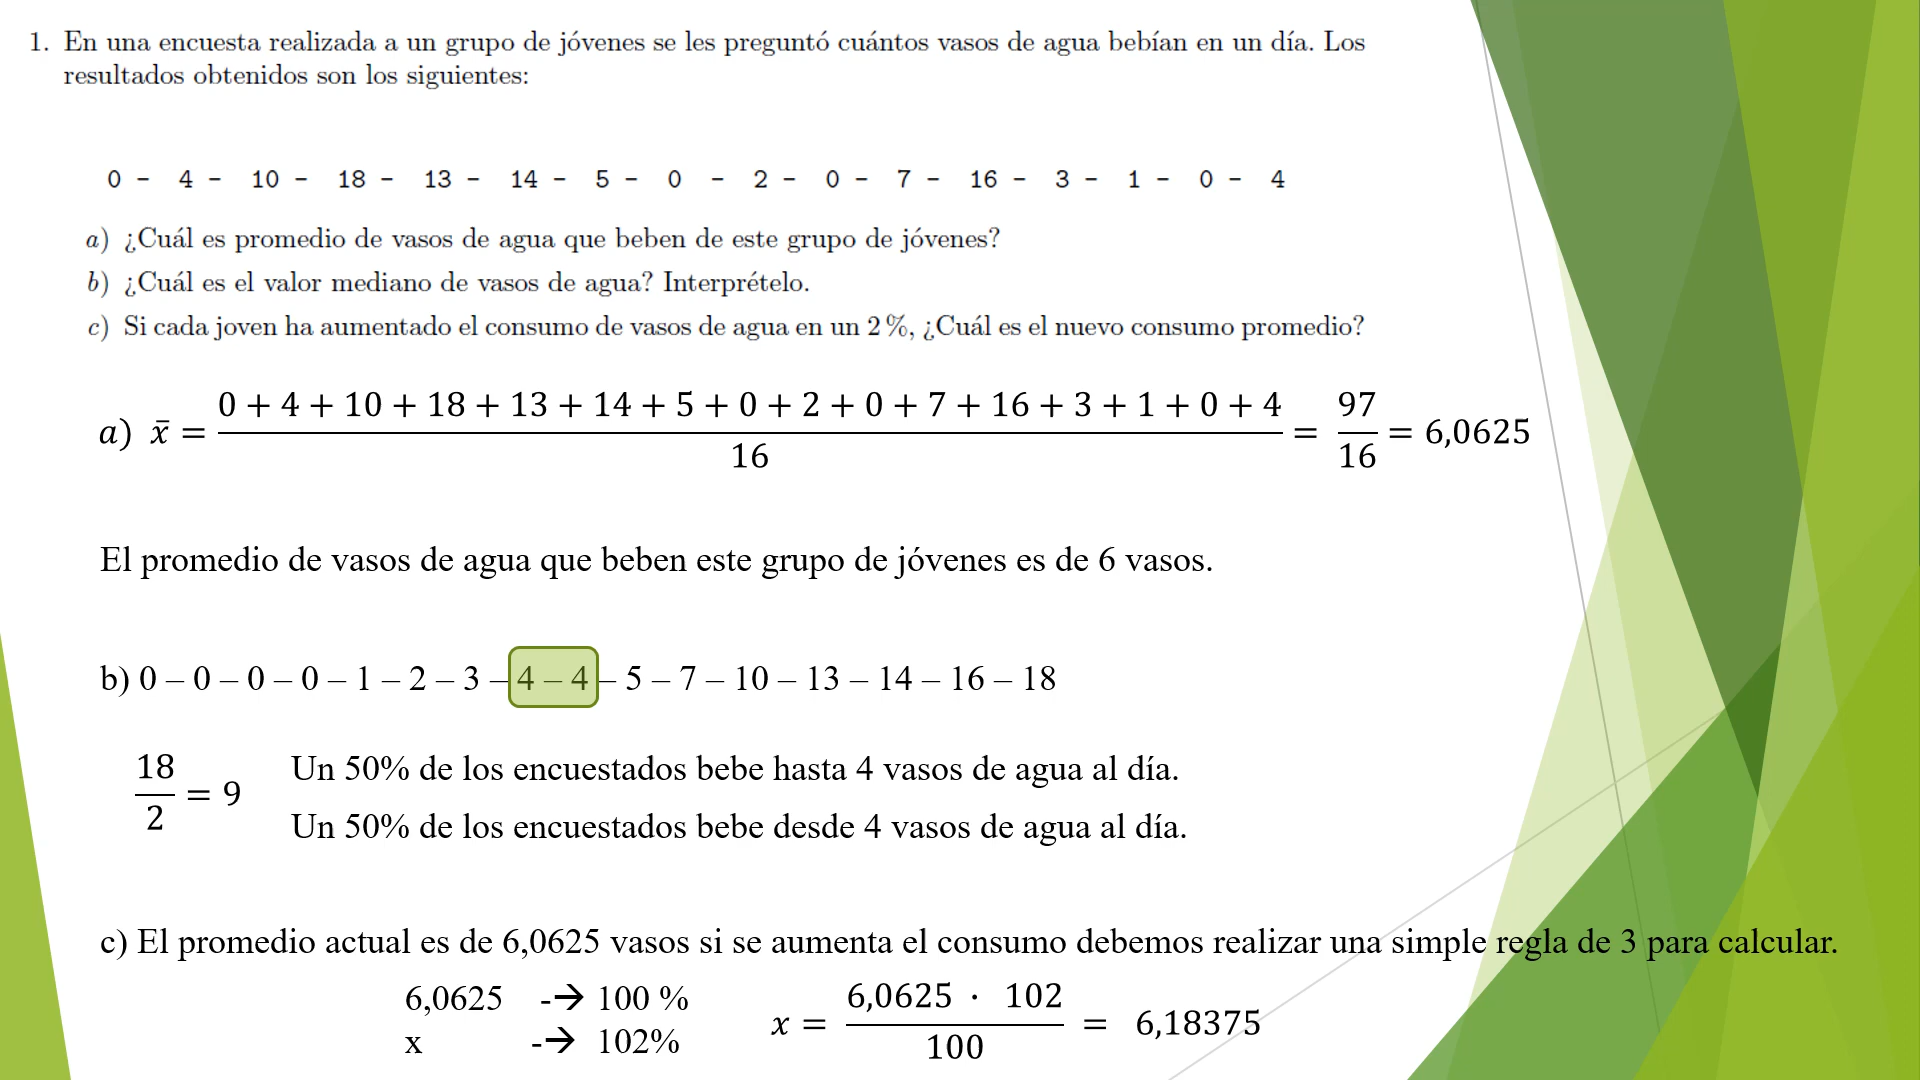 1. En una encuesta realizada a un grupo de jóvenes se les preguntó cuántos vasos de agua bebían en un día. Los
resultados obtenidos son los siguientes:
0 - 4 - 10 - 18 - 13 - 14 - 5 - 0 - 2 - 0 - 7 - 16 - 3 - 1 - 0 - 4
a) ¿Cuál es promedio de vasos de agua que beben de este grupo de jóvenes?
b) ¿Cuál es el valor mediano de vasos de agua? Interprételo.
c) Si cada joven ha aumentado el consumo de vasos de agua en un 2 %, ¿Cuál es el nuevo consumo promedio?
0 + 4 + 10 + 18 + 13 + 14 + 5 + 0 + 2 + 0 + 7 + 16 + 3 + 1 + 0 + 4 97
a) x̄ = = = 6,0625
16 16
El promedio de vasos de agua que beben este grupo de jóvenes es de 6 vasos.
b) 0 – 0 – 0 – 0 – 1 – 2 – 3 – 4 – 4 – 5 – 7 – 10 – 13 – 14 – 16 – 18
18
= 9
2
Un 50% de los encuestados bebe hasta 4 vasos de agua al día.
Un 50% de los encuestados bebe desde 4 vasos de agua al día.
c) El promedio actual es de 6,0625 vasos si se aumenta el consumo debemos realizar una simple regla de 3 para calcular.
6,0625 -→ 100 %
x -→ 102%
6,0625 · 102
x = = 6,18375
100